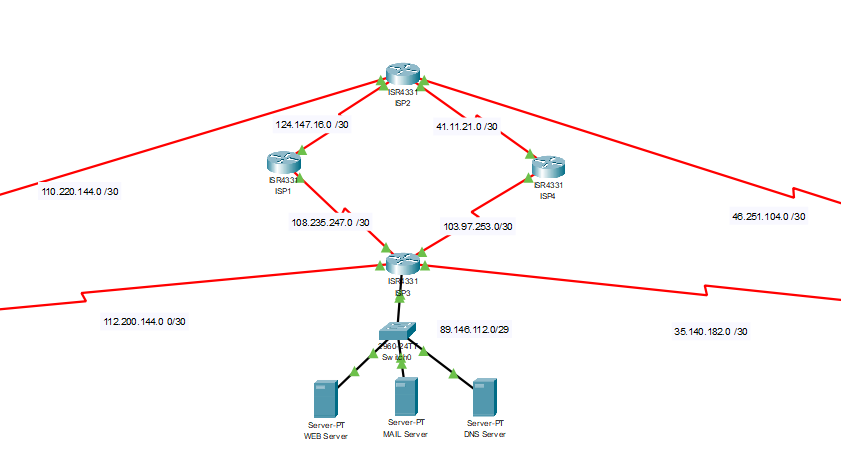 ISR4331
ISP2
124.147.16.0 /30
41.11.21.0 /30
ISR4331
ISP1
ISR4331
ISP4
110.220.144.0 /30
46.251.104.0 /30
108.235.247.0 /30
103.97.253.0/30
ISR4331
ISP3
112.200.144.0 0/30
89.146.112.0/29
35.140.182.0 /30
2960-24TT
Switch0
Server-PT
WEB Server
Server-PT
MAIL Server
Server-PT
DNS Server